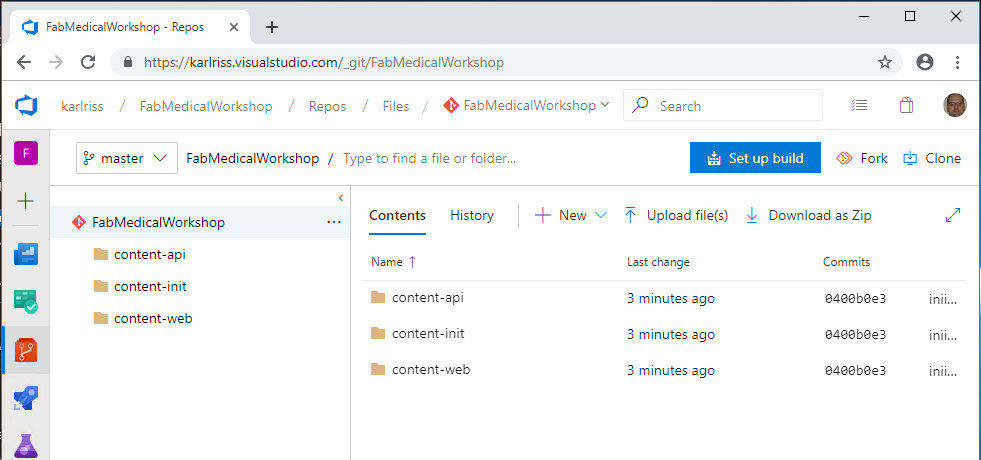 FabMedicalWorkshop - Repos
https://karlriss.visualstudio.com/_git/FabMedicalWorkshop
karlriss / FabMedicalWorkshop / Repos / Files / FabMedicalWorkshop Search
F master FabMedicalWorkshop / Type to find a file or folder... Set up build Fork Clone
FabMedicalWorkshop ...
content-api
content-init
content-web
Contents History New Upload file(s) Download as Zip
Name ↑ Last change Commits
content-api 3 minutes ago 0400b0e3 inii...
content-init 3 minutes ago 0400b0e3 inii...
content-web 3 minutes ago 0400b0e3 inii...